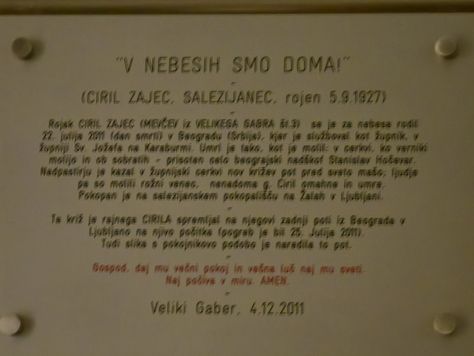 "V NEBESIH SMO DOMA!"
(CIRIL ZAJEC, SALEZIJANEC, rojen 5.9.1927)
Rojak CIRIL ZAJEC (MEVČEV iz VELIKEGA GABRA št.3) se je za nebesa rodil
22. julija 2011 (dan smrti) v Beogradu (Srbija), kjer je služboval kot župnik, v
župniji Sv. Jožefa na Karaburmi. Umrl je tako, kot je molil: v cerkvi, ko verniki
molijo in ob sobratih - prisoten celo beograjski nadškof Stanislav Hočevar.
Nadpastirju je kazal v župnijski cerkvi nov križev pot pred sveto mašo; ljudje
pa so molili rožni venec, nenadoma g. Ciril omahne in umre.
Pokopan je na salezijanskem pokopališču na Žalah v Ljubljani.
Ta križ je rajnega CIRILA spremljal na njegovi zadnji poti iz Beograda v
Ljubljano na njivo počitka (pogreb je bil 25. julija 2011).
Tudi slika s pokojnikovo podobo je naredila to pot.
Gospod, daj mu večni pokoj in večna luč naj mu sveti.
Naj počiva v miru. AMEN.
Veliki Gaber, 4.12.2011